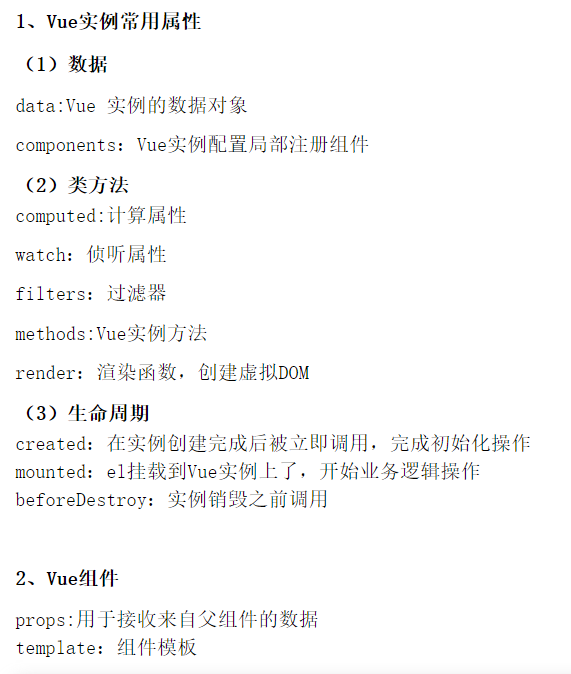 1、Vue实例常用属性
（1）数据
data:Vue 实例的数据对象
components：Vue实例配置局部注册组件
（2）类方法
computed:计算属性
watch：侦听属性
filters：过滤器
methods:Vue实例方法
render：渲染函数，创建虚拟DOM
（3）生命周期
created：在实例创建完成后被立即调用，完成初始化操作
mounted：el挂载到Vue实例上了，开始业务逻辑操作
beforeDestroy：实例销毁之前调用
2、Vue组件
props:用于接收来自父组件的数据
template：组件模板